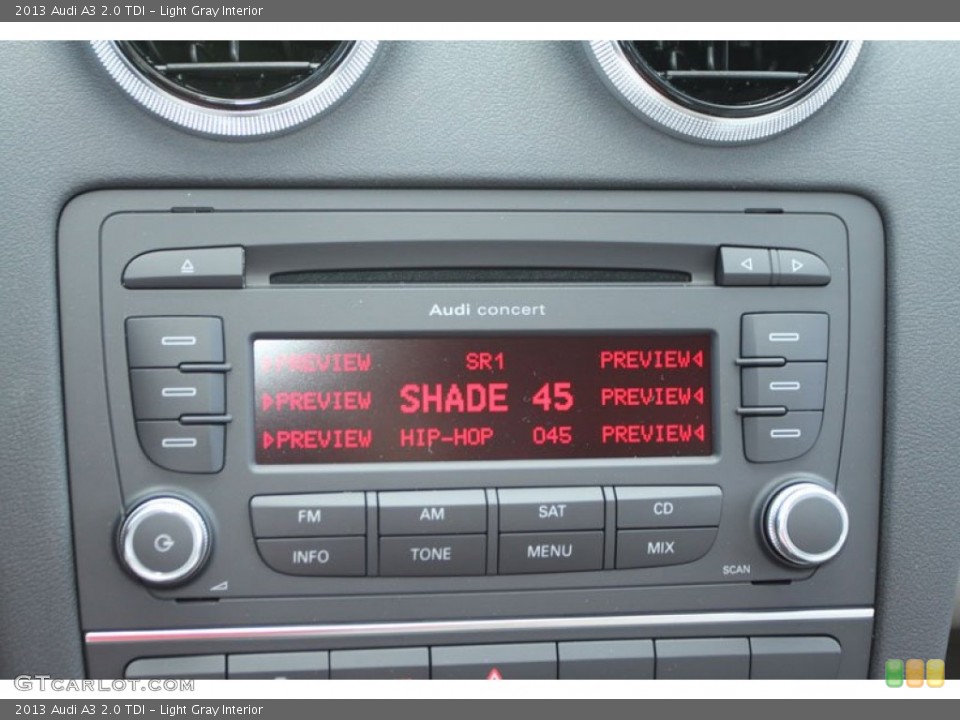 2013 Audi A3 2.0 TDI - Light Gray Interior
Audi concert
▷PREVIEW SR1 PREVIEW◁
▷PREVIEW SHADE 45 PREVIEW◁
▷PREVIEW HIP-HOP 045 PREVIEW◁
FM AM SAT CD
INFO TONE MENU MIX
SCAN
GTCARLOT.COM
2013 Audi A3 2.0 TDI - Light Gray Interior